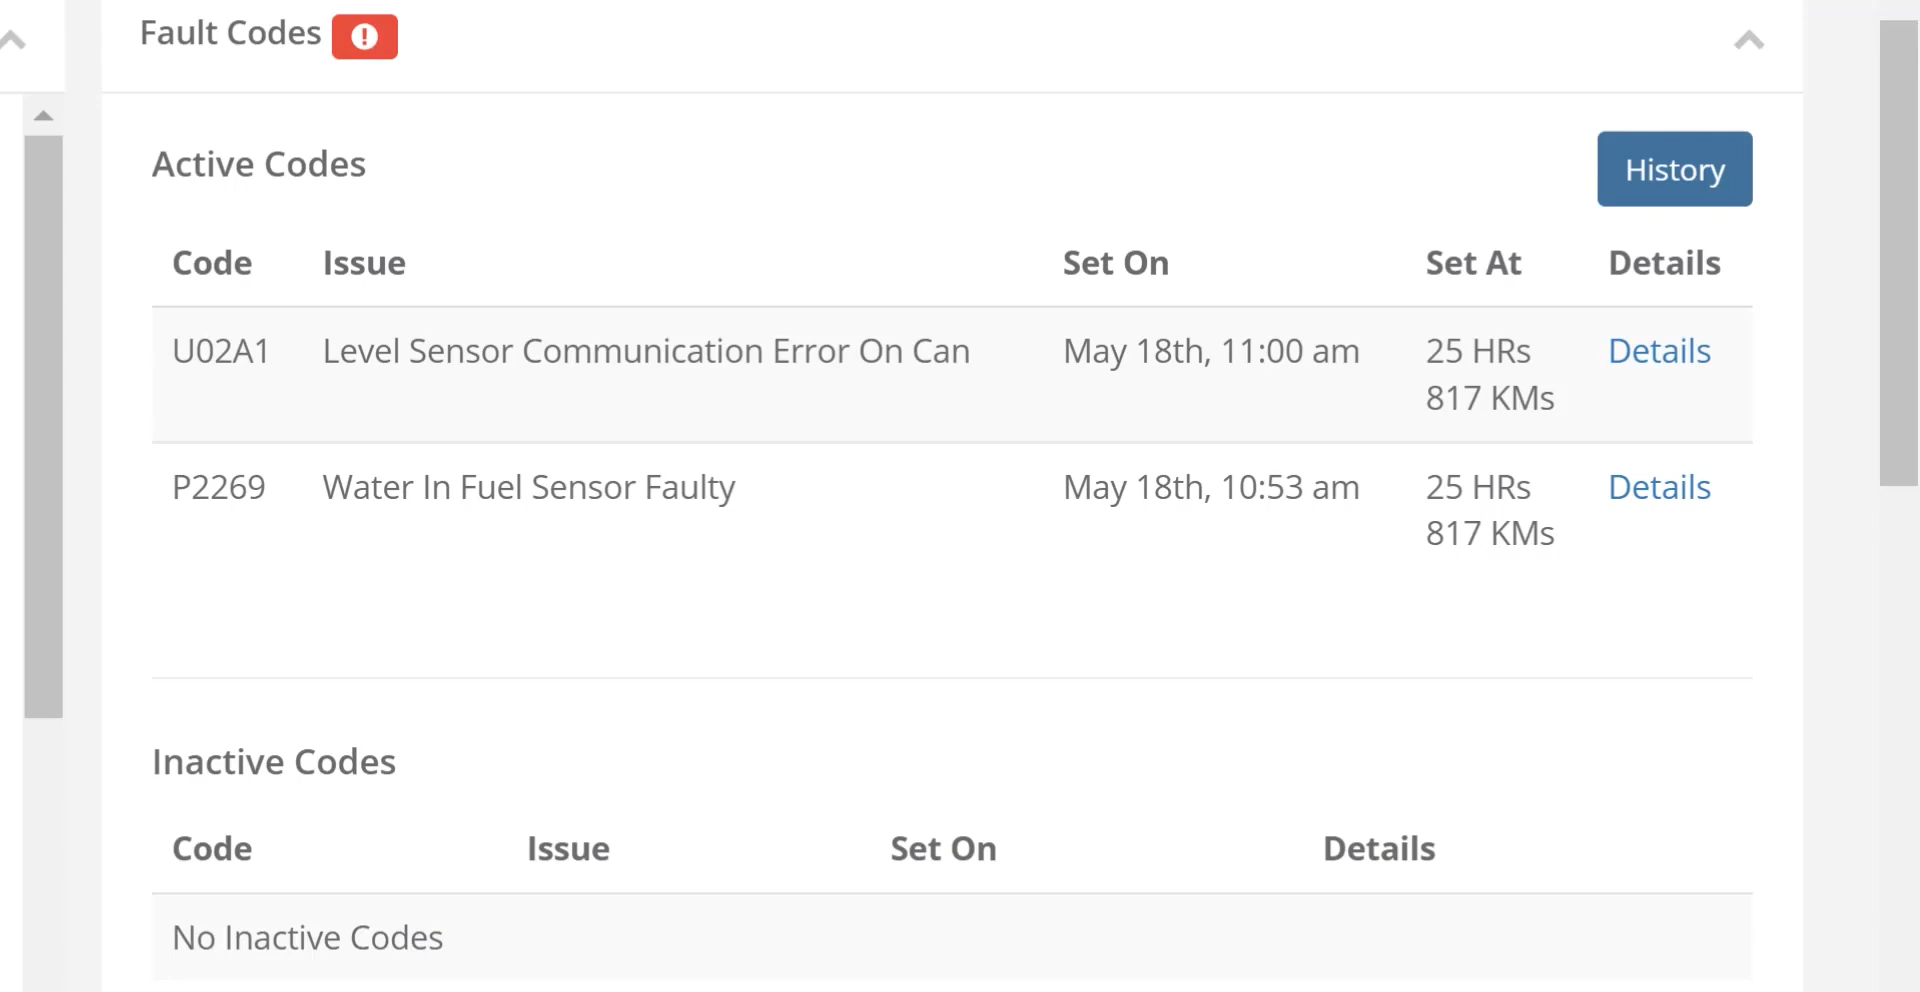 Fault Codes
Active Codes
History
Code Issue Set On Set At Details
U02A1 Level Sensor Communication Error On Can May 18th, 11:00 am 25 HRs Details
817 KMs
P2269 Water In Fuel Sensor Faulty May 18th, 10:53 am 25 HRs Details
817 KMs
Inactive Codes
Code Issue Set On Details
No Inactive Codes